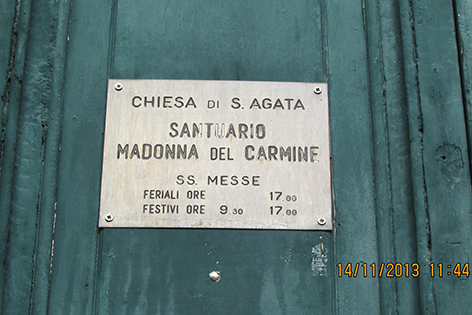 CHIESA DI S. AGATA
SANTUARIO
MADONNA DEL CARMINE
SS. MESSE
FERIALI ORE 17.00
FESTIVI ORE 9.30 17.00
14/11/2013 11:44